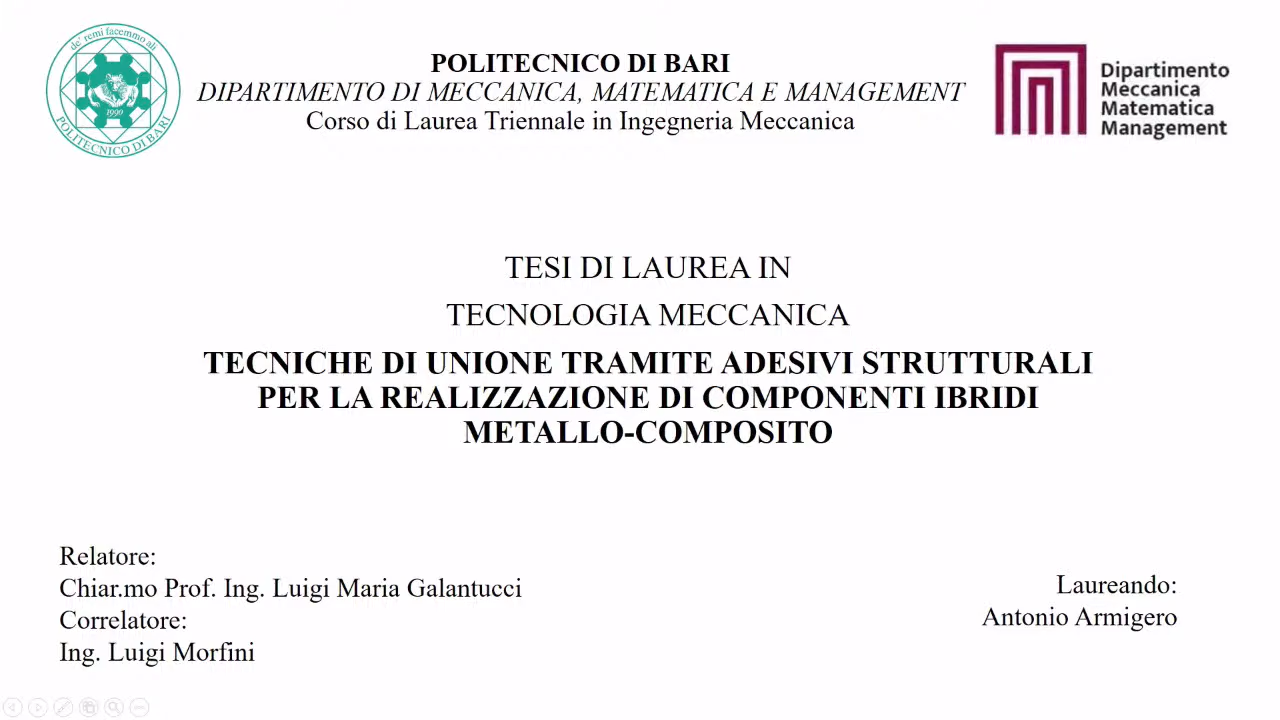 de' remi facemmo ali
1990
POLITECNICO DI BARI
POLITECNICO DI BARI
DIPARTIMENTO DI MECCANICA, MATEMATICA E MANAGEMENT
Corso di Laurea Triennale in Ingegneria Meccanica
Dipartimento
Meccanica
Matematica
Management
TESI DI LAUREA IN
TECNOLOGIA MECCANICA
TECNICHE DI UNIONE TRAMITE ADESIVI STRUTTURALI
PER LA REALIZZAZIONE DI COMPONENTI IBRIDI
METALLO-COMPOSITO
Relatore:
Chiar.mo Prof. Ing. Luigi Maria Galantucci
Correlatore:
Ing. Luigi Morfini
Laureando:
Antonio Armigero